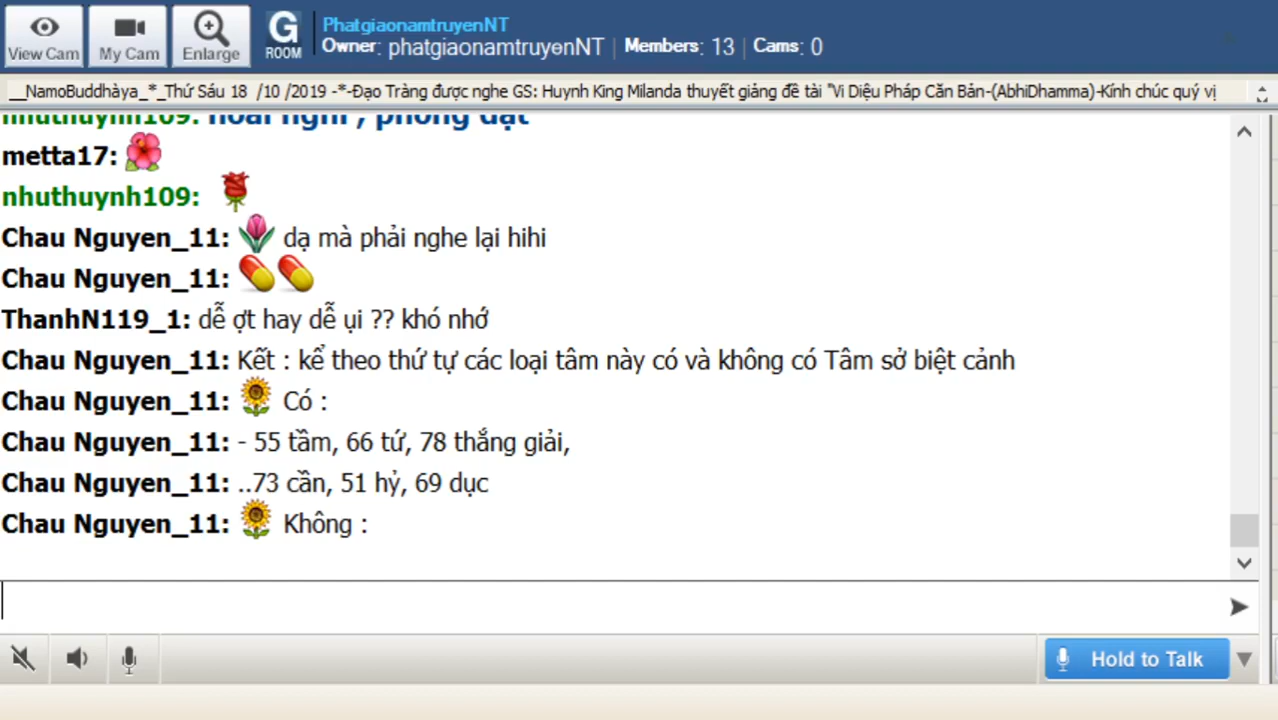 View Cam
My Cam
Enlarge
G
ROOM
PhatgiaonamtruyenNT
Owner: phatgiaonamtruyenNT | Members: 13 | Cams: 0
__NamoBuddhàya_*_Thứ Sáu 18 /10 /2019 -*-Đạo Tràng được nghe GS: Huynh King Milanda thuyết giảng đề tài "Vi Diệu Pháp Căn Bản-(AbhiDhamma)-Kính chúc quý vị
nhuthuynh109: hoài nghi , phóng dật
metta17:
nhuthuynh109:
Chau Nguyen_11: dạ mà phải nghe lại hihi
Chau Nguyen_11:
ThanhN119_1: dễ ợt hay dễ ụi ?? khó nhớ
Chau Nguyen_11: Kết : kể theo thứ tự các loại tâm này có và không có Tâm sở biệt cảnh
Chau Nguyen_11: Có :
Chau Nguyen_11: - 55 tầm, 66 tứ, 78 thắng giải,
Chau Nguyen_11: ..73 cần, 51 hỷ, 69 dục
Chau Nguyen_11: Không :
Hold to Talk